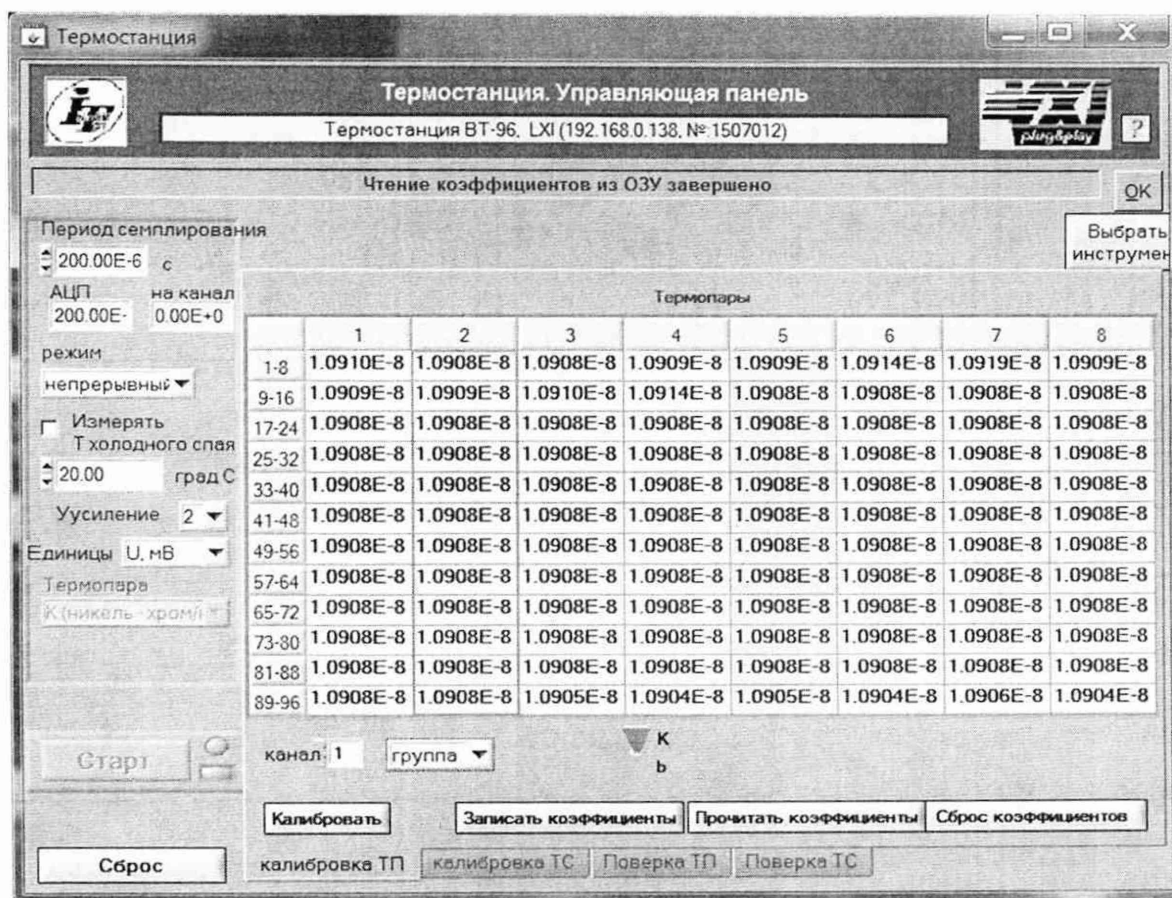 Термостанция
Термостанция. Управляющая панель
Термостанция ВТ-96, LXI (192.168.0.138, №:1507012)
plug&play
?
Чтение коэффициентов из ОЗУ завершено
OK
Период семплирования
200.00E-6 с
Выбрать
инструмен
АЦП на канал
200.00E- 0.00E+0
режим
непрерывный
Измерять
Т холодного спая
20.00 град С
Уусиление 2
Единицы U, мВ
Термопара
К (никель - хром/
Старт
Сброс
Термопары
1 2 3 4 5 6 7 8
1-8 1.0910E-8 1.0908E-8 1.0908E-8 1.0909E-8 1.0909E-8 1.0914E-8 1.0919E-8 1.0909E-8
9-16 1.0909E-8 1.0909E-8 1.0910E-8 1.0914E-8 1.0908E-8 1.0908E-8 1.0908E-8 1.0908E-8
17-24 1.0908E-8 1.0908E-8 1.0908E-8 1.0908E-8 1.0908E-8 1.0908E-8 1.0908E-8 1.0908E-8
25-32 1.0908E-8 1.0908E-8 1.0908E-8 1.0908E-8 1.0908E-8 1.0908E-8 1.0908E-8 1.0908E-8
33-40 1.0908E-8 1.0908E-8 1.0908E-8 1.0908E-8 1.0908E-8 1.0908E-8 1.0908E-8 1.0908E-8
41-48 1.0908E-8 1.0908E-8 1.0908E-8 1.0908E-8 1.0908E-8 1.0908E-8 1.0908E-8 1.0908E-8
49-56 1.0908E-8 1.0908E-8 1.0908E-8 1.0908E-8 1.0908E-8 1.0908E-8 1.0908E-8 1.0908E-8
57-64 1.0908E-8 1.0908E-8 1.0908E-8 1.0908E-8 1.0908E-8 1.0908E-8 1.0908E-8 1.0908E-8
65-72 1.0908E-8 1.0908E-8 1.0908E-8 1.0908E-8 1.0908E-8 1.0908E-8 1.0908E-8 1.0908E-8
73-80 1.0908E-8 1.0908E-8 1.0908E-8 1.0908E-8 1.0908E-8 1.0908E-8 1.0908E-8 1.0908E-8
81-88 1.0908E-8 1.0908E-8 1.0908E-8 1.0908E-8 1.0908E-8 1.0908E-8 1.0908E-8 1.0908E-8
89-96 1.0908E-8 1.0908E-8 1.0905E-8 1.0904E-8 1.0905E-8 1.0904E-8 1.0906E-8 1.0904E-8
канал 1 группа K
b
Калибровать Записать коэффициенты Прочитать коэффициенты Сброс коэффициентов
калибровка ТП калибровка ТС Поверка ТП Поверка ТС